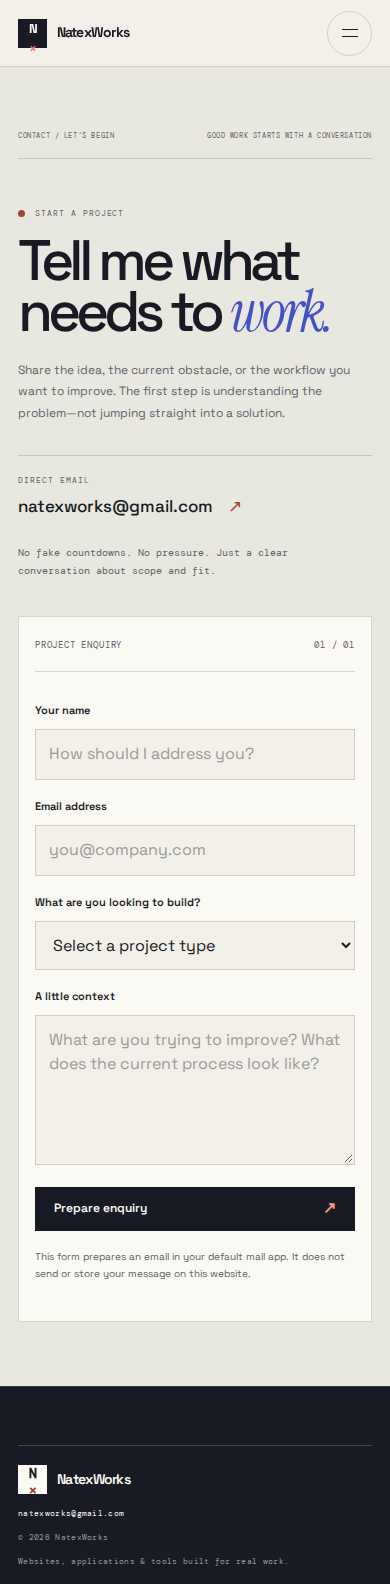 N
×
NatexWorks
CONTACT / LET'S BEGIN
GOOD WORK STARTS WITH A CONVERSATION
START A PROJECT
Tell me what
needs to work.
Share the idea, the current obstacle, or the workflow you
want to improve. The first step is understanding the
problem—not jumping straight into a solution.
DIRECT EMAIL
natexworks@gmail.com ↗
No fake countdowns. No pressure. Just a clear
conversation about scope and fit.
PROJECT ENQUIRY
01 / 01
Your name
How should I address you?
Email address
you@company.com
What are you looking to build?
Select a project type
A little context
What are you trying to improve? What
does the current process look like?
Prepare enquiry ↗
This form prepares an email in your default mail app. It does not
send or store your message on this website.
N
×
NatexWorks
natexworks@gmail.com
© 2026 NatexWorks
Websites, applications & tools built for real work.